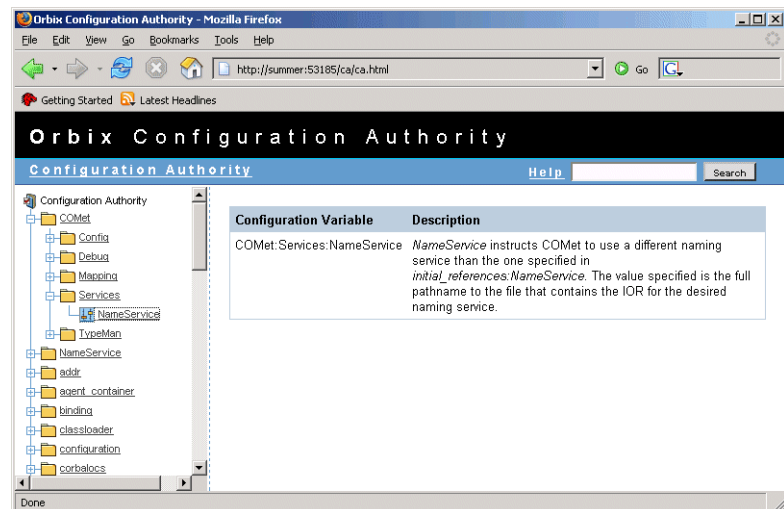 Orbix Configuration Authority - Mozilla Firefox
File Edit View Go Bookmarks Tools Help
http://summer:53185/ca/ca.html
Go
G
Getting Started Latest Headlines
Orbix Configuration Authority
Configuration Authority Help Search
Configuration Authority
COMet
Config
Debug
Mapping
Services
NameService
TypeMan
NameService
addr
agent_container
binding
classloader
configuration
corbalocs
Configuration Variable Description
COMet:Services:NameService NameService instructs COMet to use a different naming
service than the one specified in
initial_references:NameService. The value specified is the full
pathname to the file that contains the IOR for the desired
naming service.
Done